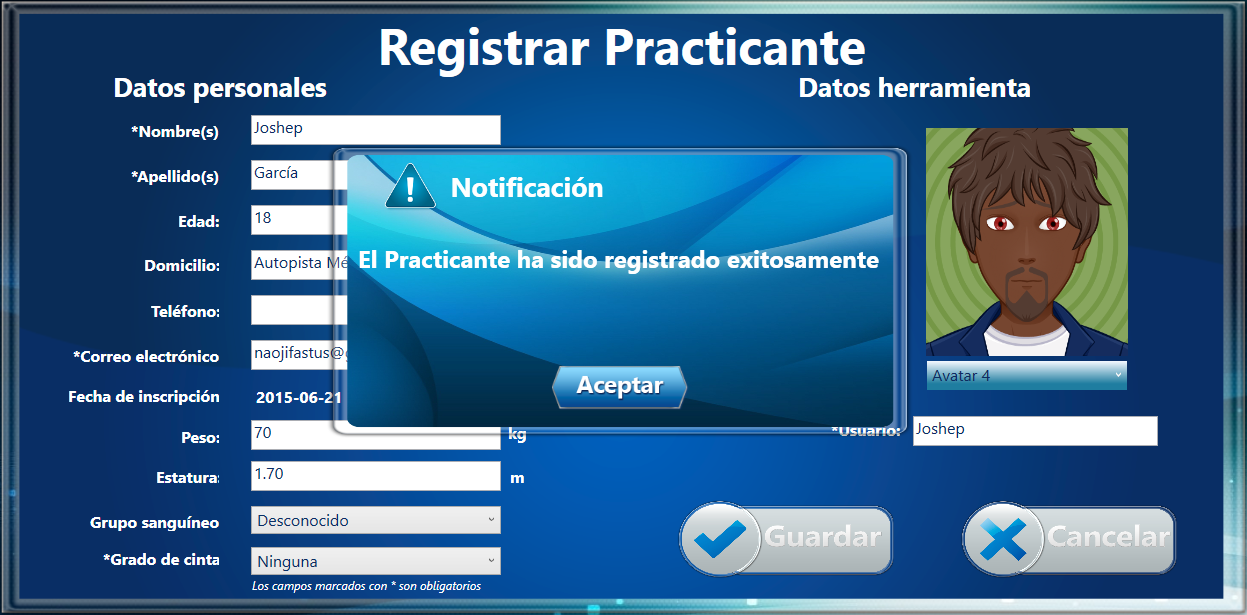 Registrar Practicante
Datos personales
Datos herramienta
*Nombre(s)
Joshep
*Apellido(s)
García
Edad:
18
Domicilio:
Autopista Mé
Teléfono:
*Correo electrónico
naojifastus@g
Fecha de inscripción
2015-06-21
Peso:
70
kg
Estatura:
1.70
m
Grupo sanguíneo
Desconocido
*Grado de cinta
Ninguna
Los campos marcados con * son obligatorios
Notificación
El Practicante ha sido registrado exitosamente
Aceptar
Avatar 4
*Usuario:
Joshep
Guardar
Cancelar